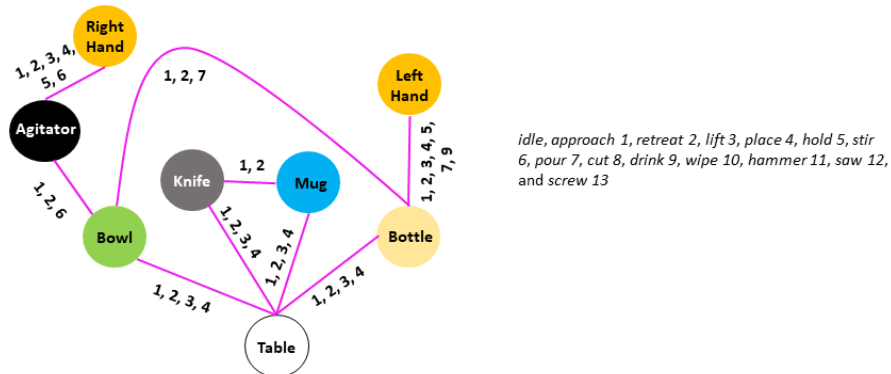 Right
Hand
1, 2, 3, 4,
5, 6
Agitator
1, 2, 6
Bowl
1, 2, 7
Knife
1, 2
Mug
Left
Hand
1, 2, 3, 4, 5,
7, 9
Bottle
1, 2, 3, 4
1, 2, 3, 4
1, 2, 3, 4
1, 2, 3, 4
Table
idle, approach 1, retreat 2, lift 3, place 4, hold 5, stir
6, pour 7, cut 8, drink 9, wipe 10, hammer 11, saw 12,
and screw 13